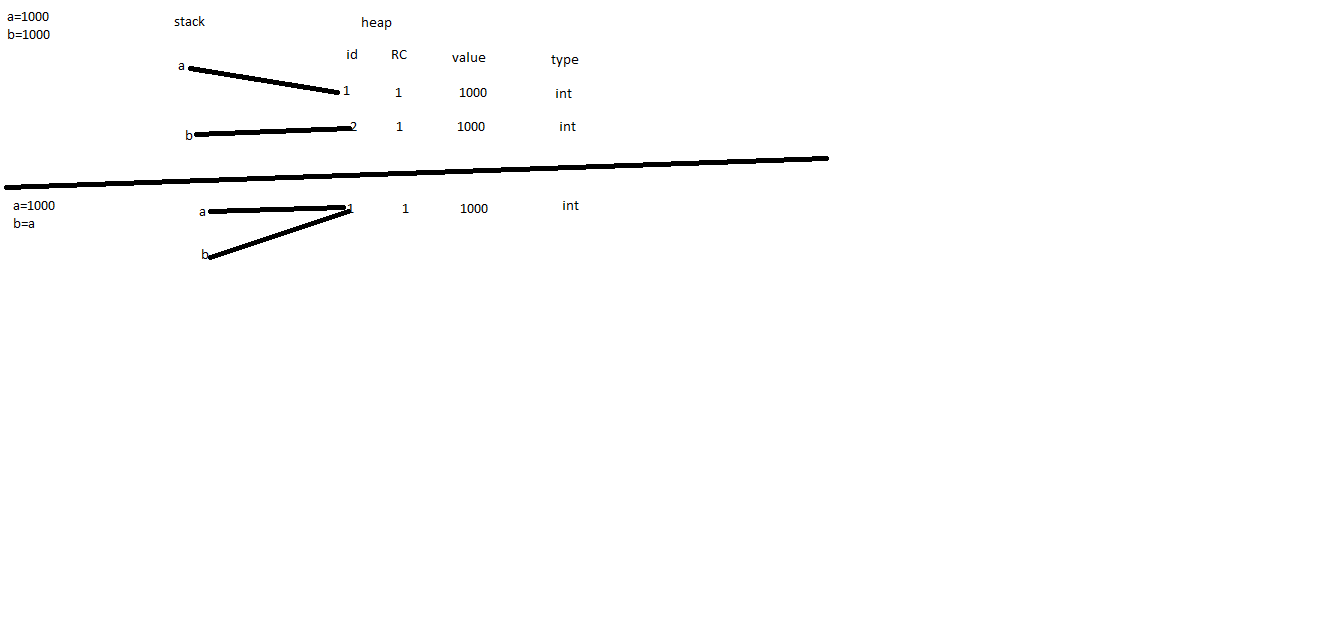 a=1000
b=1000
stack
heap
id RC value type
a 1 1 1000 int
b 2 1 1000 int
a=1000
b=a
a 1 1 1000 int
b